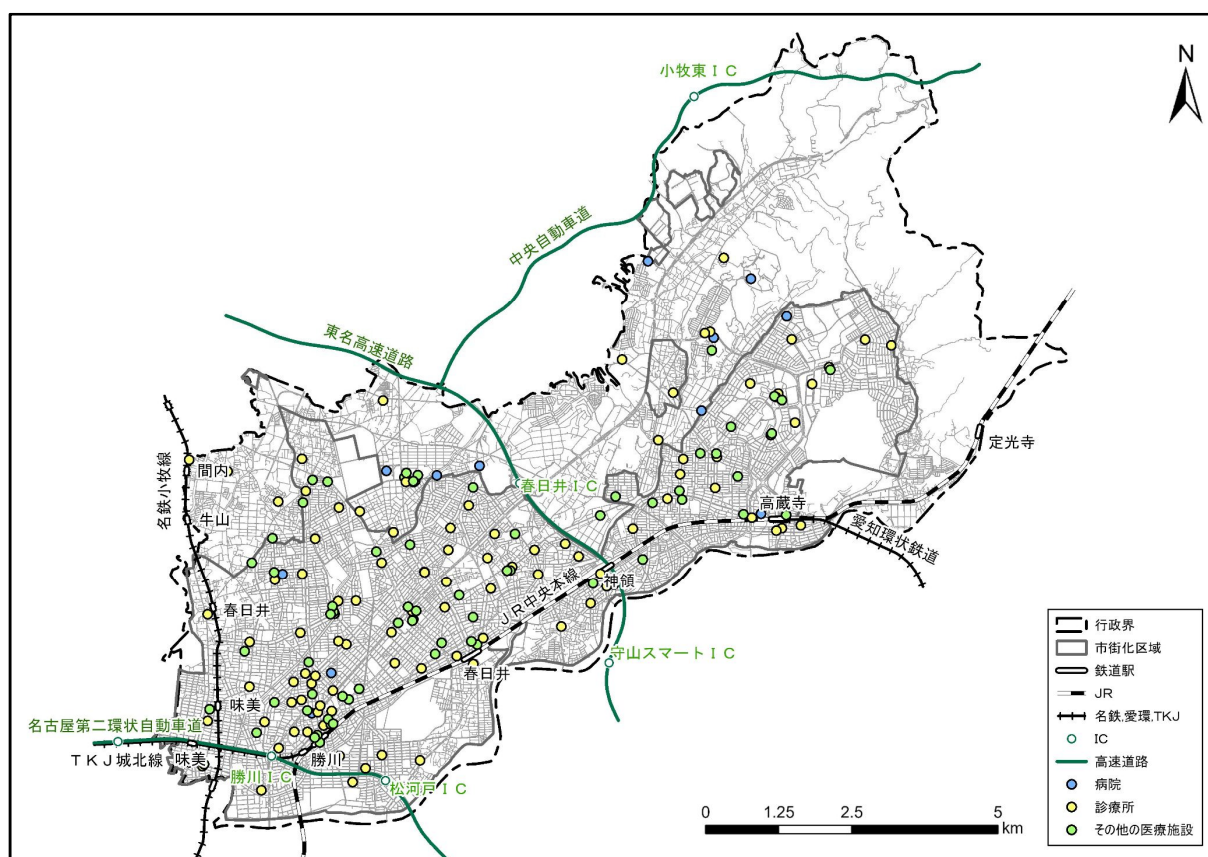 N
小牧東ＩＣ
中央自動車道
東名高速道路
定光寺
名鉄小牧線
間内
春日井ＩＣ
牛山
高蔵寺
愛知環状鉄道
神領
ＪＲ中央本線
春日井
守山スマートＩＣ
春日井
味美
名古屋第二環状自動車道
ＴＫＪ城北線
味美
勝川
勝川ＩＣ
松河戸ＩＣ
行政界
市街化区域
鉄道駅
JR
名鉄,愛環,TKJ
IC
高速道路
病院
診療所
その他の医療施設
0 1.25 2.5 5
km